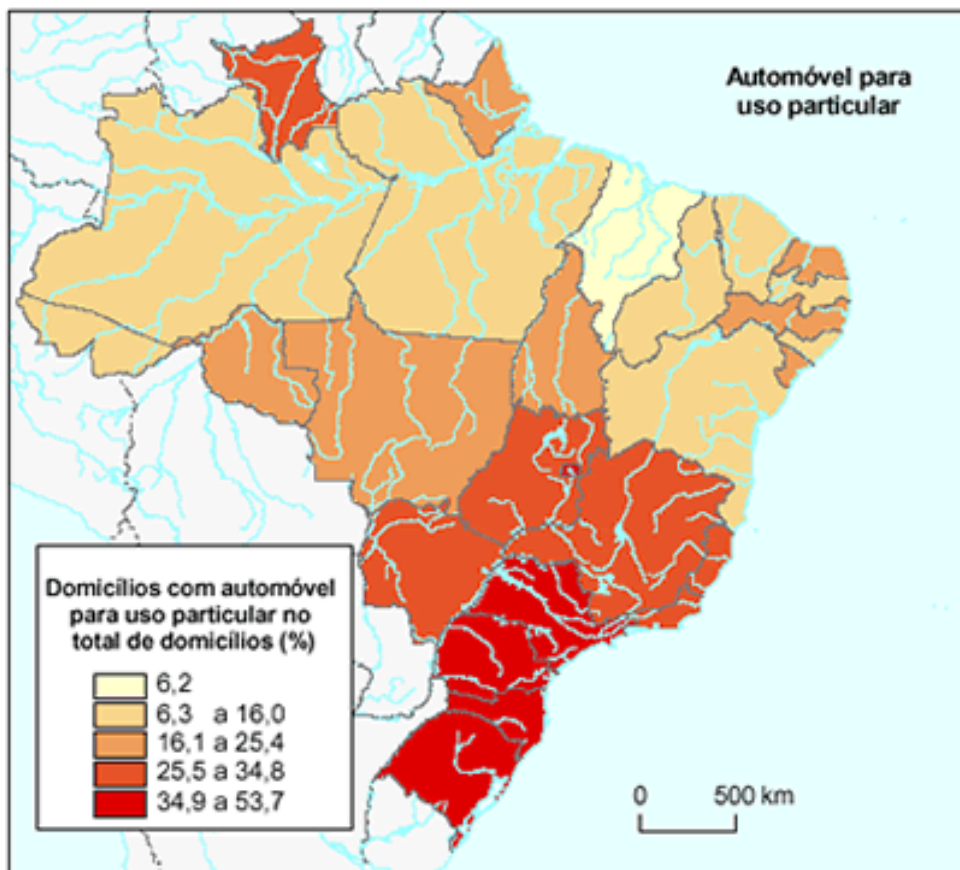 Automóvel para
uso particular
Domicílios com automóvel
para uso particular no
total de domicílios (%)
6,2
6,3 a 16,0
16,1 a 25,4
25,5 a 34,8
34,9 a 53,7
0 500 km